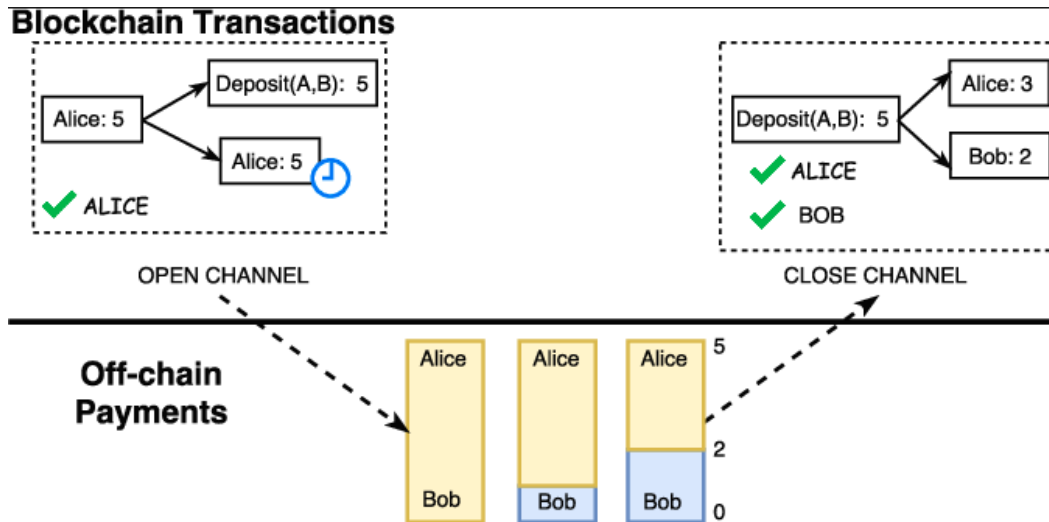 Blockchain Transactions
Alice: 5
Deposit(A,B): 5
Alice: 5
ALICE
OPEN CHANNEL
Deposit(A,B): 5
Alice: 3
Bob: 2
ALICE
BOB
CLOSE CHANNEL
Off-chain
Payments
Alice
Bob
Alice
Bob
Alice
Bob
5
2
0